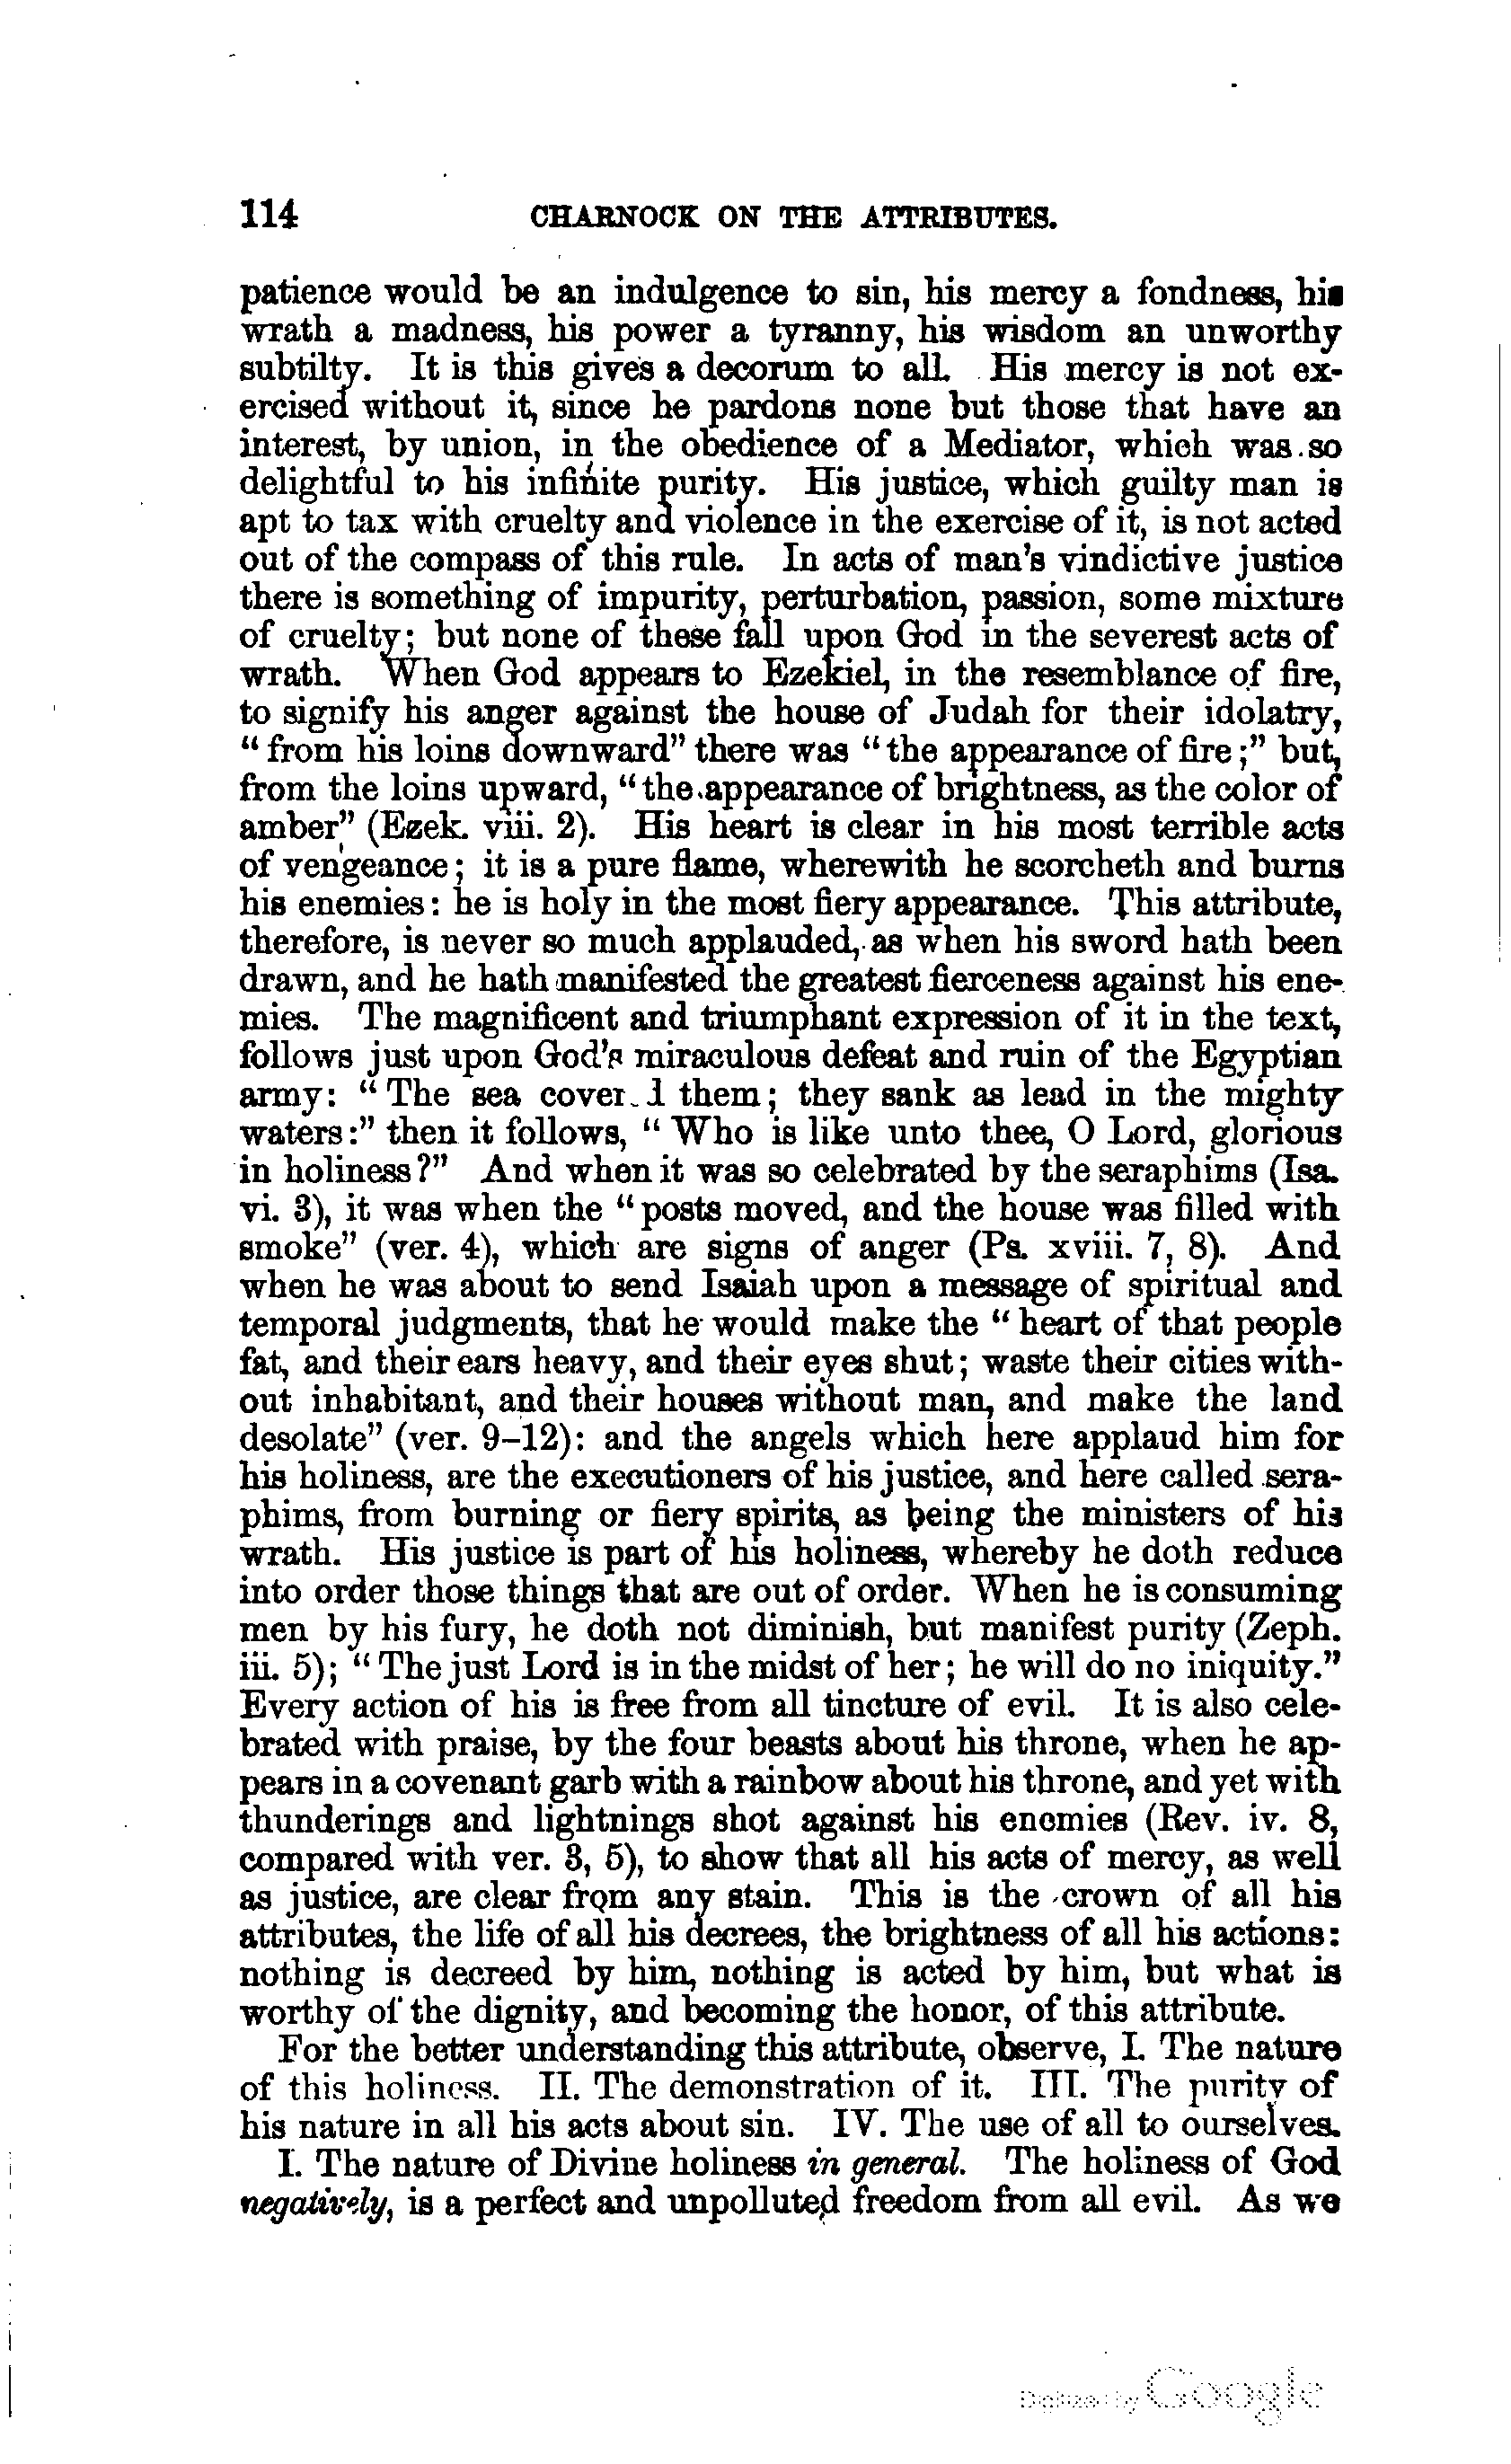 114 CHARNOCK ON THE ATTRIBUTES.
patience would be an indulgence to sin, his mercy a fondness, his
wrath a madness, his power a tyranny, his wisdom an unworthy
subtilty. It is this gives a decorum to all. His mercy is not ex-
ercised without it, since he pardons none but those that have an
interest, by union, in the obedience of a Mediator, which was so
delightful to his infinite purity. His justice, which guilty man is
apt to tax with cruelty and violence in the exercise of it, is not acted
out of the compass of this rule. In acts of man's vindictive justice
there is something of impurity, perturbation, passion, some mixture
of cruelty; but none of these fall upon God in the severest acts of
wrath. When God appears to Ezekiel, in the resemblance of fire,
to signify his anger against the house of Judah for their idolatry,
"from his loins downward" there was "the appearance of fire;" but,
from the loins upward, "the appearance of brightness, as the color of
amber" (Ezek. viii. 2). His heart is clear in his most terrible acts
of vengeance; it is a pure flame, wherewith he scorcheth and burns
his enemies: he is holy in the most fiery appearance. This attribute,
therefore, is never so much applauded, as when his sword hath been
drawn, and he hath manifested the greatest fierceness against his ene-
mies. The magnificent and triumphant expression of it in the text,
follows just upon God's miraculous defeat and ruin of the Egyptian
army: "The sea covered them; they sank as lead in the mighty
waters:" then it follows, "Who is like unto thee, O Lord, glorious
in holiness?" And when it was so celebrated by the seraphims (Isa.
vi. 3), it was when the "posts moved, and the house was filled with
smoke" (ver. 4), which are signs of anger (Ps. xviii. 7, 8). And
when he was about to send Isaiah upon a message of spiritual and
temporal judgments, that he would make the "heart of that people
fat, and their ears heavy, and their eyes shut; waste their cities with-
out inhabitant, and their houses without man, and make the land
desolate" (ver. 9–12): and the angels which here applaud him for
his holiness, are the executioners of his justice, and here called sera-
phims, from burning or fiery spirits, as being the ministers of his
wrath. His justice is part of his holiness, whereby he doth reduce
into order those things that are out of order. When he is consuming
men by his fury, he doth not diminish, but manifest purity (Zeph.
iii. 5); "The just Lord is in the midst of her; he will do no iniquity."
Every action of his is free from all tincture of evil. It is also cele-
brated with praise, by the four beasts about his throne, when he ap-
pears in a covenant garb with a rainbow about his throne, and yet with
thunderings and lightnings shot against his enemies (Rev. iv. 8,
compared with ver. 3, 5), to show that all his acts of mercy, as well
as justice, are clear from any stain. This is the crown of all his
attributes, the life of all his decrees, the brightness of all his actions:
nothing is decreed by him, nothing is acted by him, but what is
worthy of the dignity, and becoming the honor, of this attribute.
For the better understanding this attribute, observe, I. The nature
of this holiness. II. The demonstration of it. III. The purity of
his nature in all his acts about sin. IV. The use of all to ourselves.
I. The nature of Divine holiness in general. The holiness of God
negatively, is a perfect and unpolluted freedom from all evil. As we
Digitized by Google